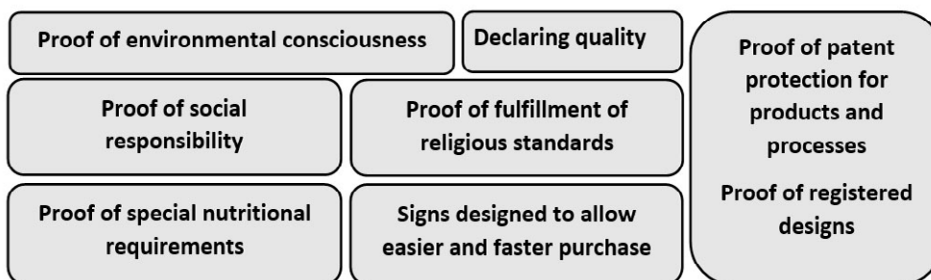 Proof of environmental consciousness
Declaring quality
Proof of social
responsibility
Proof of fulfillment of
religious standards
Proof of special nutritional
requirements
Signs designed to allow
easier and faster purchase
Proof of patent
protection for
products and
processes
Proof of registered
designs